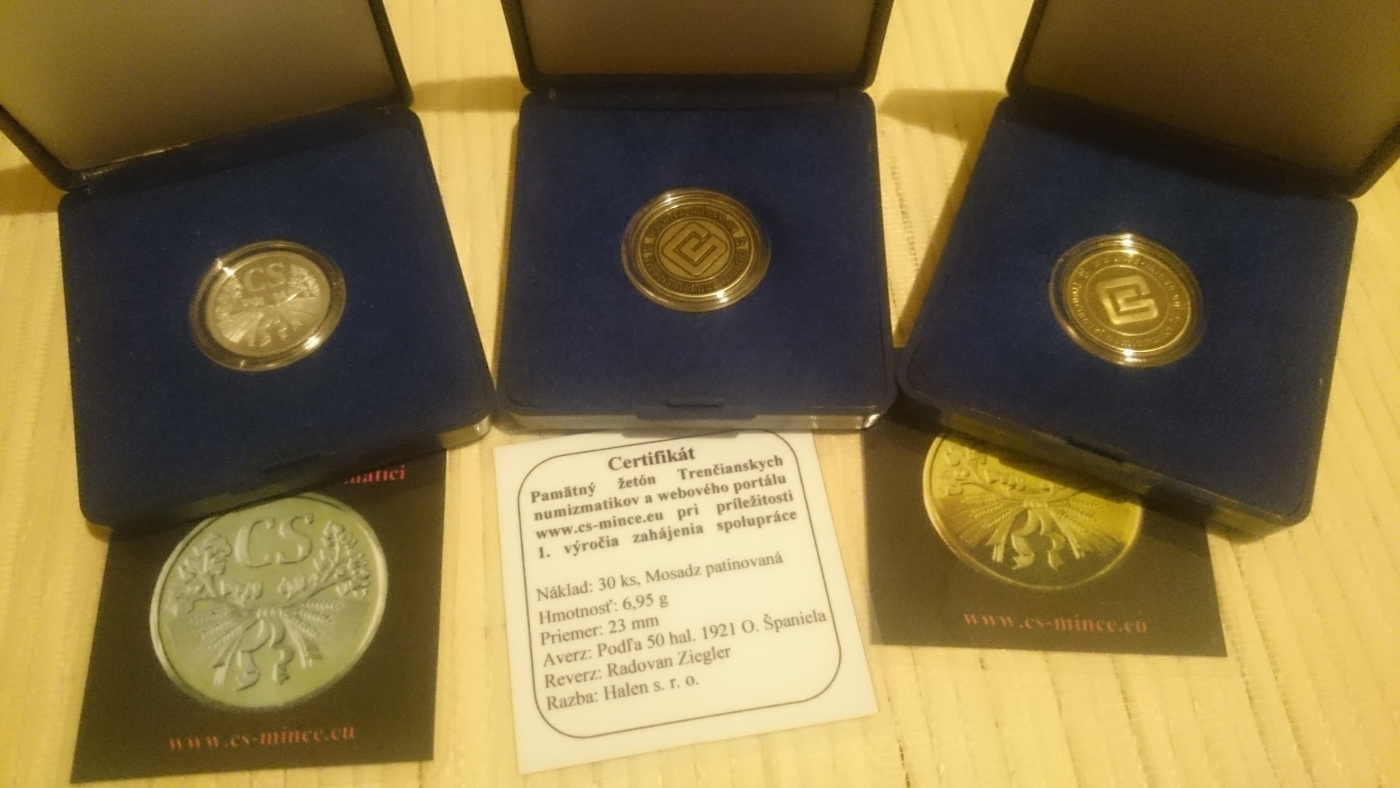 CS
Certifikát
Pamätný žetón Trenčianskych
numizmatikov a webového portálu
www.cs-mince.eu pri príležitosti
1. výročia zahájenia spolupráce
Náklad: 30 ks, Mosadz patinovaná
Hmotnosť: 6,95 g
Priemer: 23 mm
Averz: Podľa 50 hal. 1921 O. Španiela
Reverz: Radovan Ziegler
Razba: Halen s. r. o.
matici
CS
www.cs-mince.eu
www.cs-mince.eu